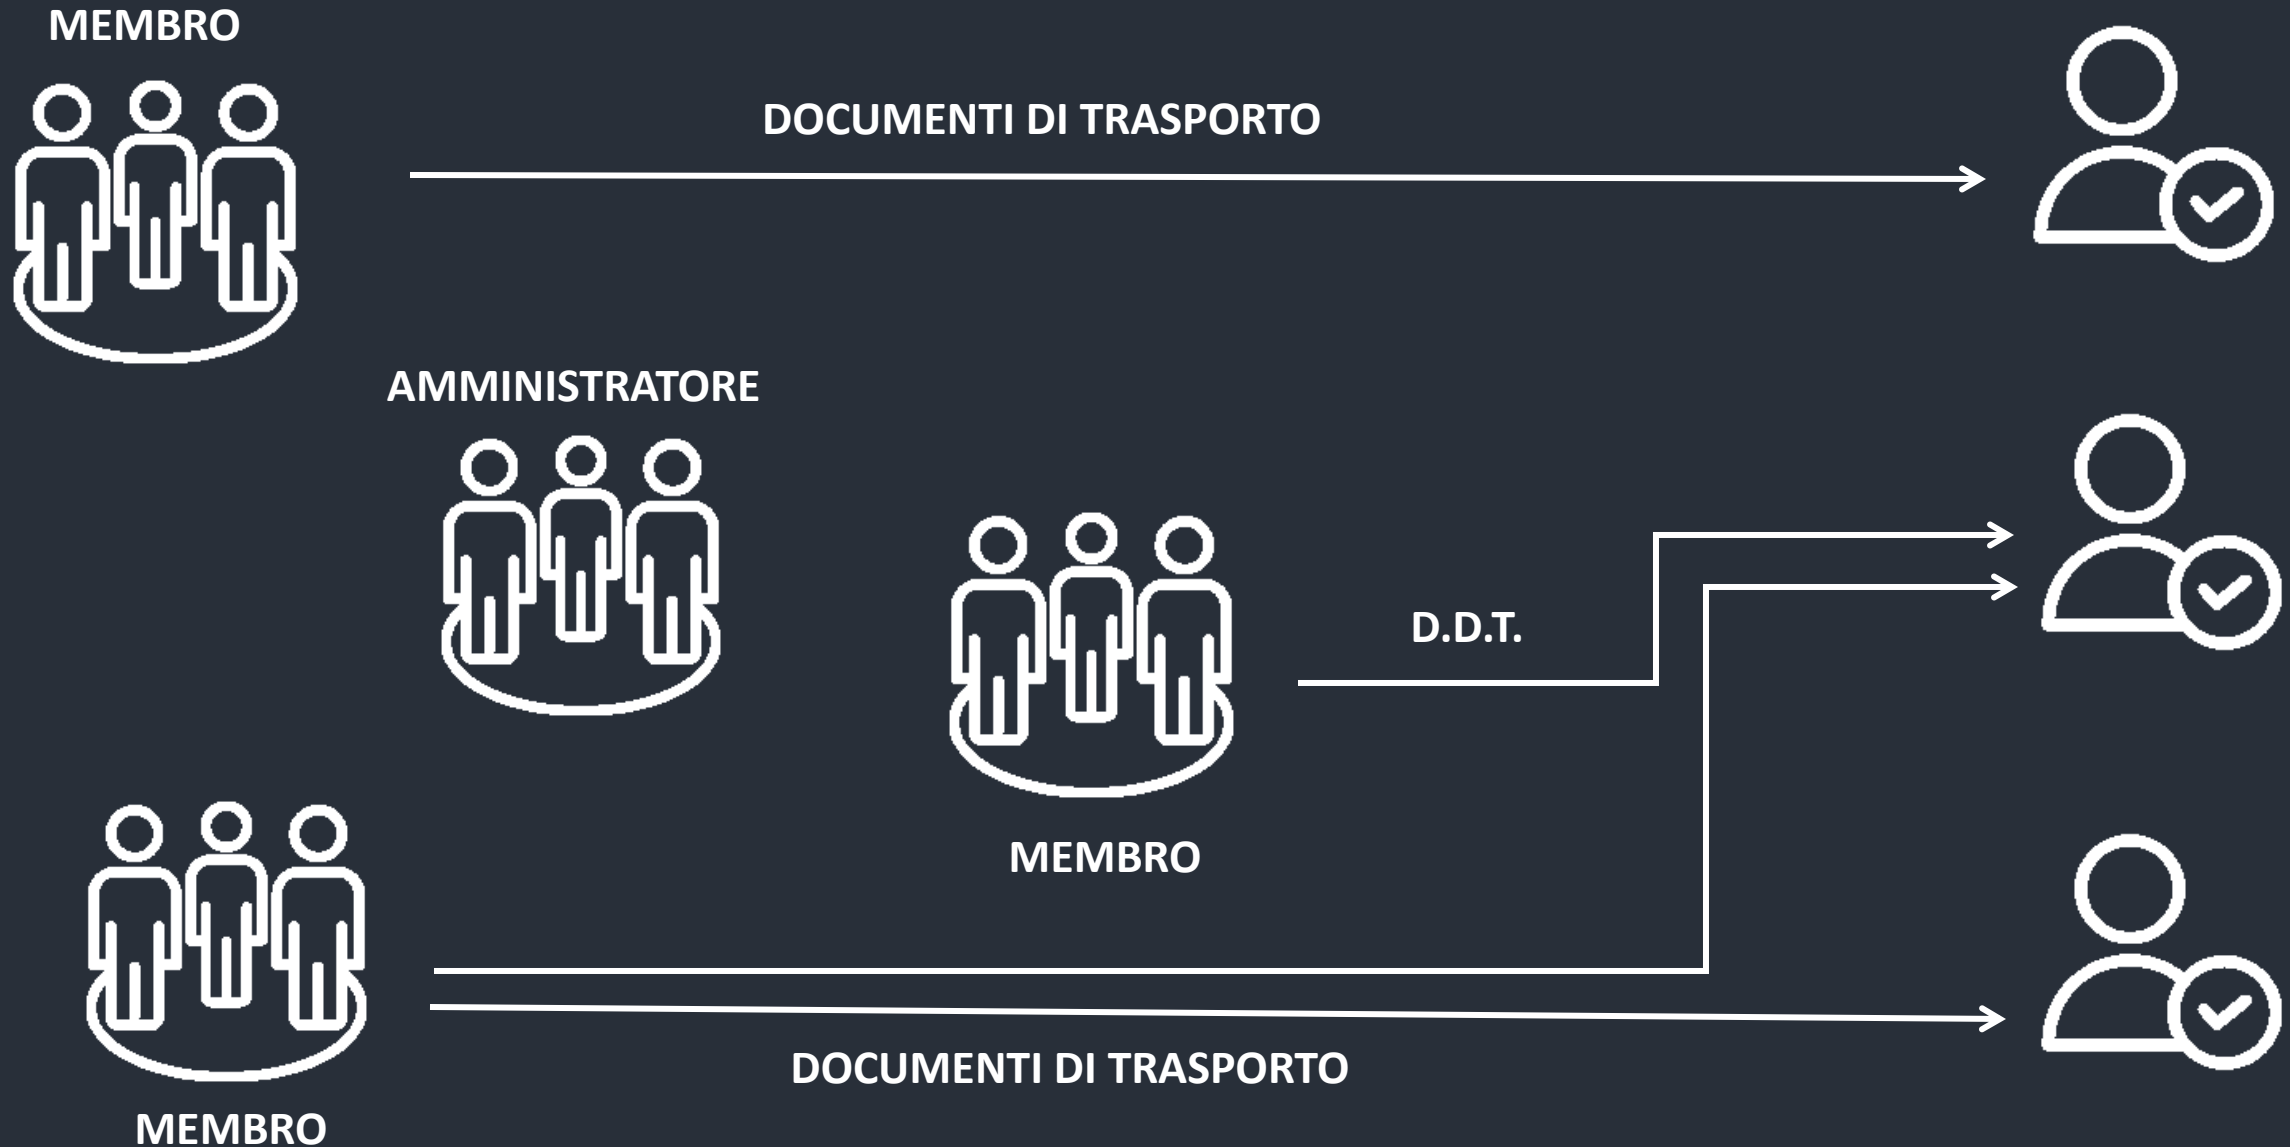 MEMBRO
DOCUMENTI DI TRASPORTO
AMMINISTRATORE
D.D.T.
MEMBRO
DOCUMENTI DI TRASPORTO
MEMBRO